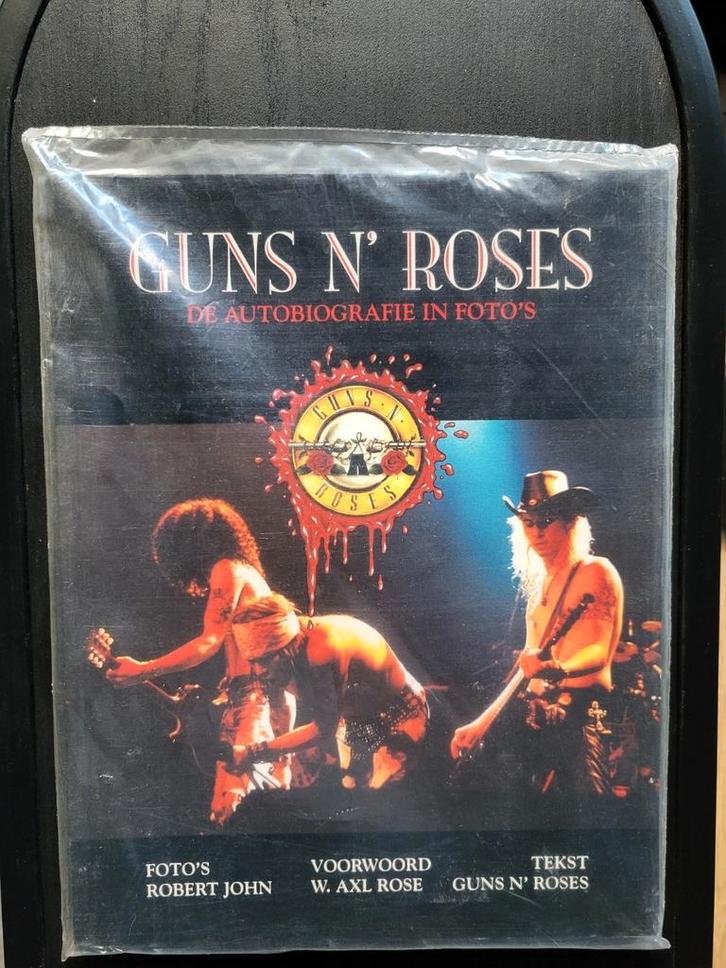 GUNS N' ROSES
DE AUTOBIOGRAFIE IN FOTO'S
GUNS·N·
ROSES
FOTO'S
ROBERT JOHN
VOORWOORD
W. AXL ROSE
TEKST
GUNS N' ROSES